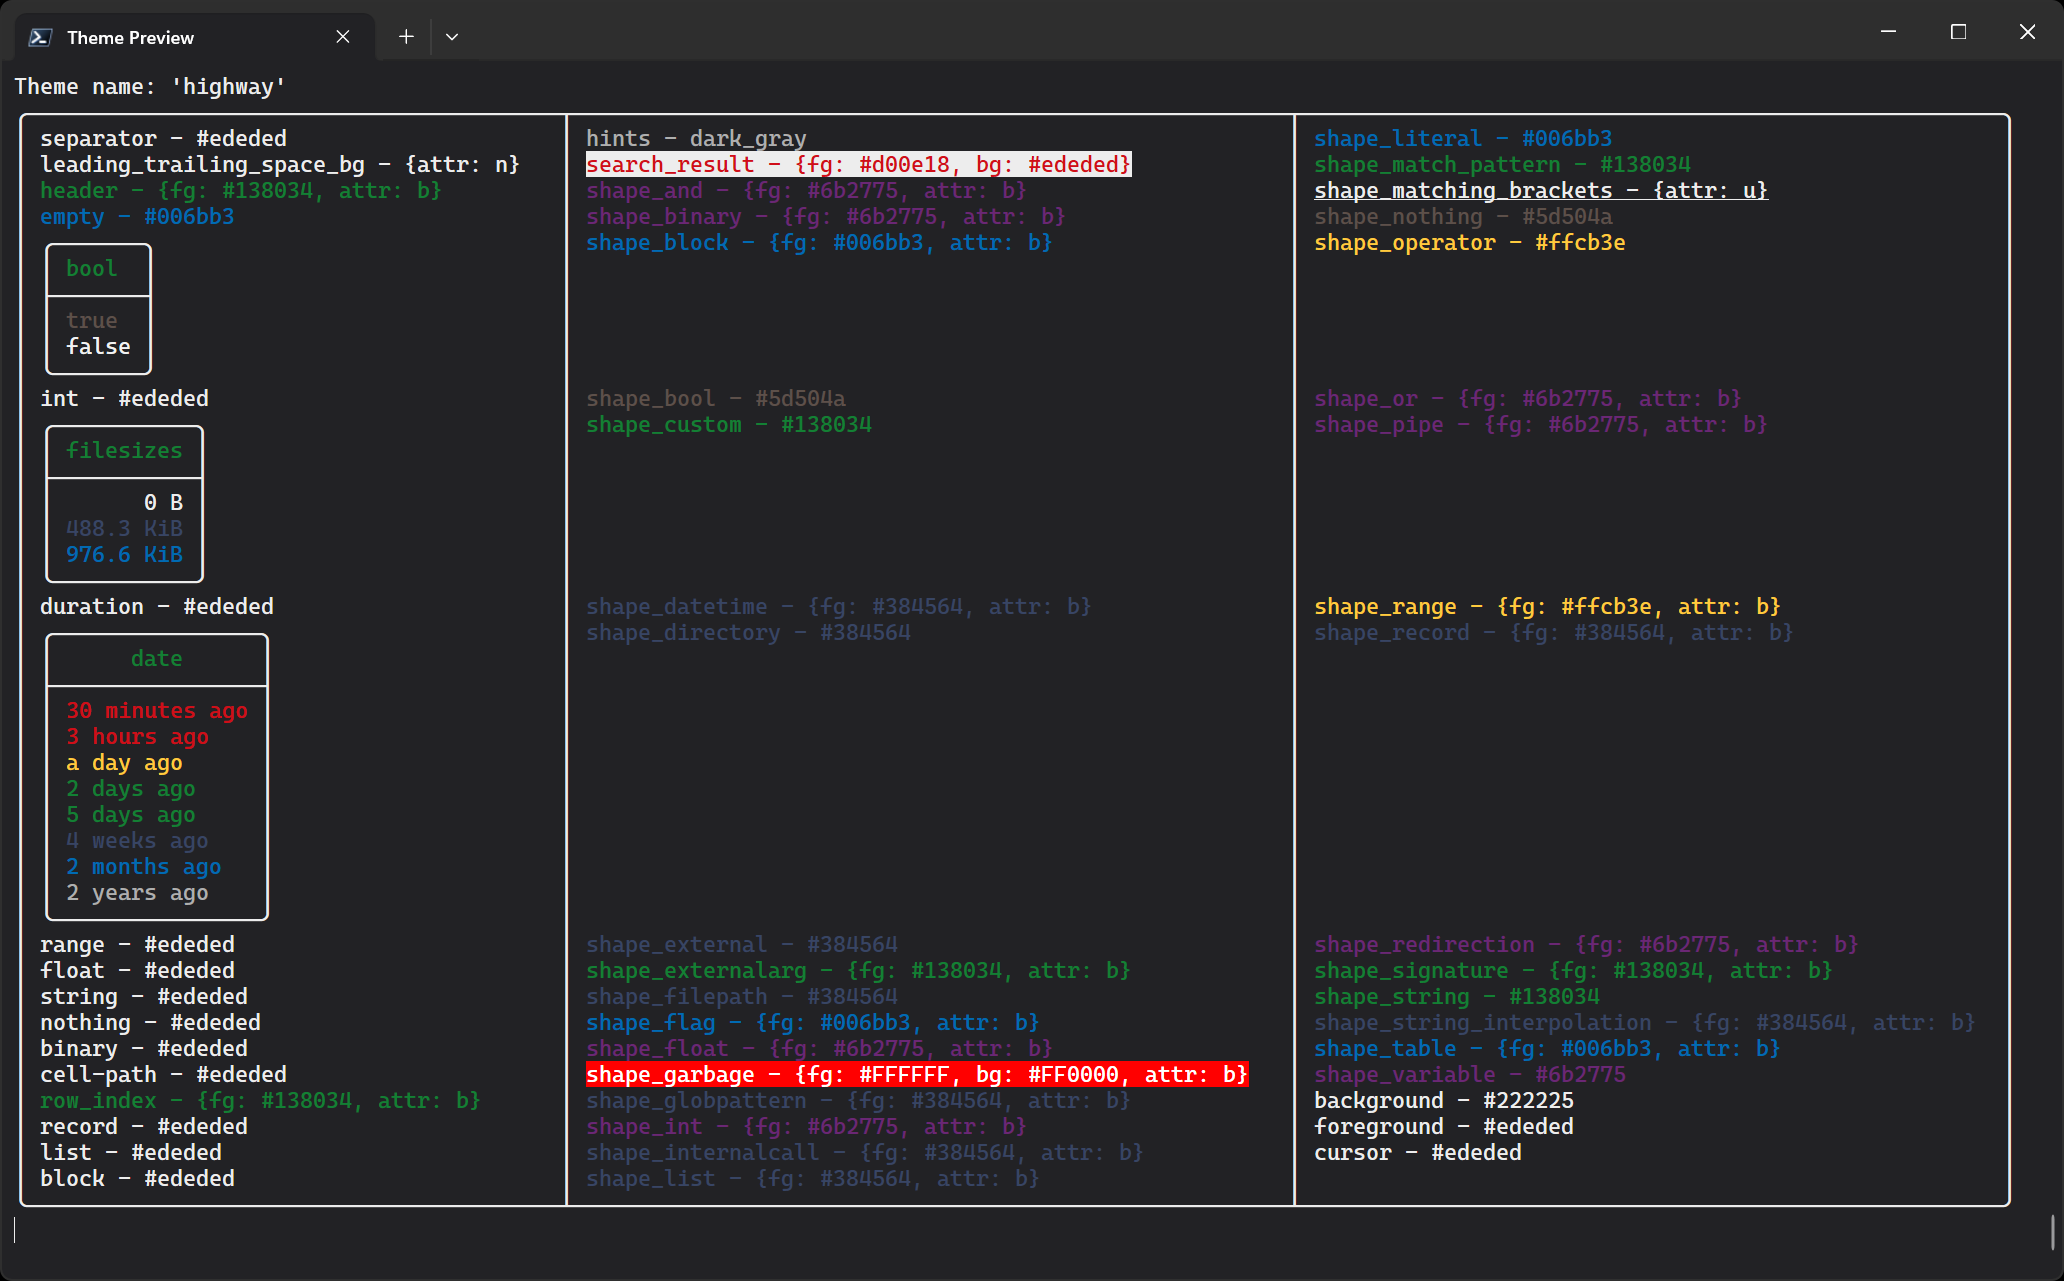 Theme Preview
Theme name: 'highway'
separator - #ededed
leading_trailing_space_bg - {attr: n}
header - {fg: #138034, attr: b}
empty - #006bb3
bool
true
false
int - #ededed
filesizes
0 B
488.3 KiB
976.6 KiB
duration - #ededed
date
30 minutes ago
3 hours ago
a day ago
2 days ago
5 days ago
4 weeks ago
2 months ago
2 years ago
range - #ededed
float - #ededed
string - #ededed
nothing - #ededed
binary - #ededed
cell-path - #ededed
row_index - {fg: #138034, attr: b}
record - #ededed
list - #ededed
block - #ededed
hints - dark_gray
search_result - {fg: #d00e18, bg: #ededed}
shape_and - {fg: #6b2775, attr: b}
shape_binary - {fg: #6b2775, attr: b}
shape_block - {fg: #006bb3, attr: b}
shape_bool - #5d504a
shape_custom - #138034
shape_datetime - {fg: #384564, attr: b}
shape_directory - #384564
shape_external - #384564
shape_externalarg - {fg: #138034, attr: b}
shape_filepath - #384564
shape_flag - {fg: #006bb3, attr: b}
shape_float - {fg: #6b2775, attr: b}
shape_garbage - {fg: #FFFFFF, bg: #FF0000, attr: b}
shape_globpattern - {fg: #384564, attr: b}
shape_int - {fg: #6b2775, attr: b}
shape_internalcall - {fg: #384564, attr: b}
shape_list - {fg: #384564, attr: b}
shape_literal - #006bb3
shape_match_pattern - #138034
shape_matching_brackets - {attr: u}
shape_nothing - #5d504a
shape_operator - #ffcb3e
shape_or - {fg: #6b2775, attr: b}
shape_pipe - {fg: #6b2775, attr: b}
shape_range - {fg: #ffcb3e, attr: b}
shape_record - {fg: #384564, attr: b}
shape_redirection - {fg: #6b2775, attr: b}
shape_signature - {fg: #138034, attr: b}
shape_string - #138034
shape_string_interpolation - {fg: #384564, attr: b}
shape_table - {fg: #006bb3, attr: b}
shape_variable - #6b2775
background - #222225
foreground - #ededed
cursor - #ededed